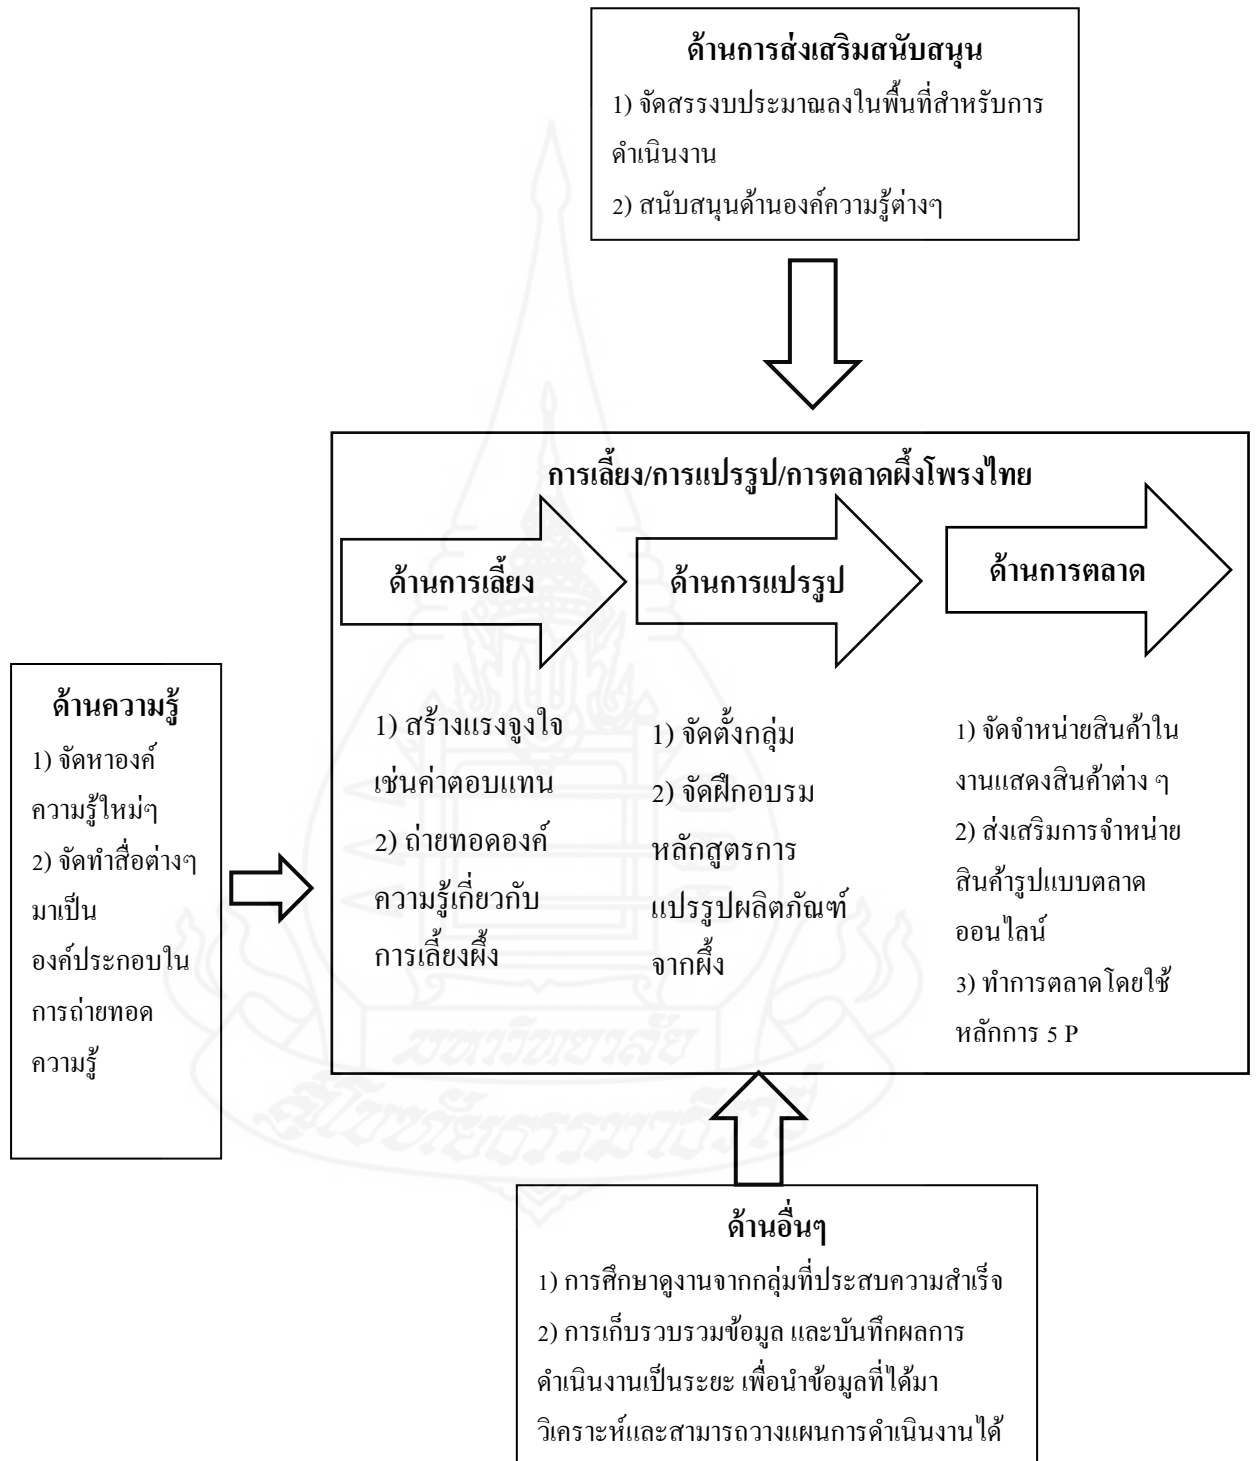 ด้านการส่งเสริมสนับสนุน
1) จัดสรรงบประมาณลงในพื้นที่สำหรับการ
ดำเนินงาน
2) สนับสนุนด้านองค์ความรู้ต่างๆ
การเลี้ยง/การแปรรูป/การตลาดผึ้งโพรงไทย
ด้านการเลี้ยง
1) สร้างแรงจูงใจ
เช่นค่าตอบแทน
2) ถ่ายทอดองค์
ความรู้เกี่ยวกับ
การเลี้ยงผึ้ง
ด้านการแปรรูป
1) จัดตั้งกลุ่ม
2) จัดฝึกอบรม
หลักสูตรการ
แปรรูปผลิตภัณฑ์
จากผึ้ง
ด้านการตลาด
1) จัดจำหน่ายสินค้าใน
งานแสดงสินค้าต่าง ๆ
2) ส่งเสริมการจำหน่าย
สินค้ารูปแบบตลาด
ออนไลน์
3) ทำการตลาดโดยใช้
หลักการ 5 P
ด้านความรู้
1) จัดหาองค์
ความรู้ใหม่ๆ
2) จัดทำสื่อต่างๆ
มาเป็น
องค์ประกอบใน
การถ่ายทอด
ความรู้
ด้านอื่นๆ
1) การศึกษาดูงานจากกลุ่มที่ประสบความสำเร็จ
2) การเก็บรวบรวมข้อมูล และบันทึกผลการ
ดำเนินงานเป็นระยะ เพื่อนำข้อมูลที่ได้มา
วิเคราะห์และสามารถวางแผนการดำเนินงานได้
มหาวิทยาลัย
สุโขทัยธรรมาธิราช